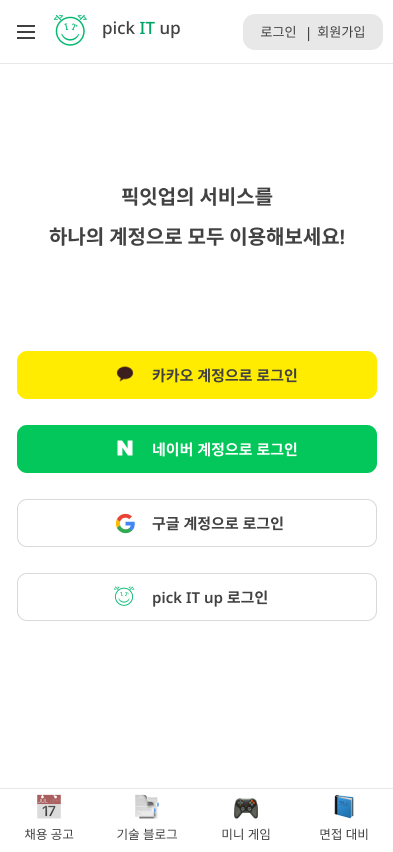 pick IT up
로그인 | 회원가입
픽잇업의 서비스를
하나의 계정으로 모두 이용해보세요!
카카오 계정으로 로그인
N 네이버 계정으로 로그인
G 구글 계정으로 로그인
pick IT up 로그인
17
채용 공고 기술 블로그 미니 게임 면접 대비